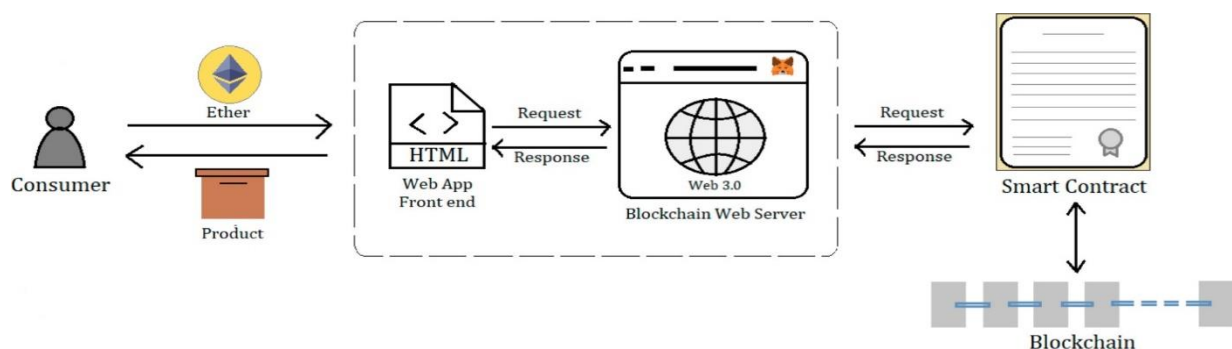 Ether
Consumer
Product
< >
HTML
Web App
Front end
Request
Response
Web 3.0
Blockchain Web Server
Request
Response
Smart Contract
Blockchain